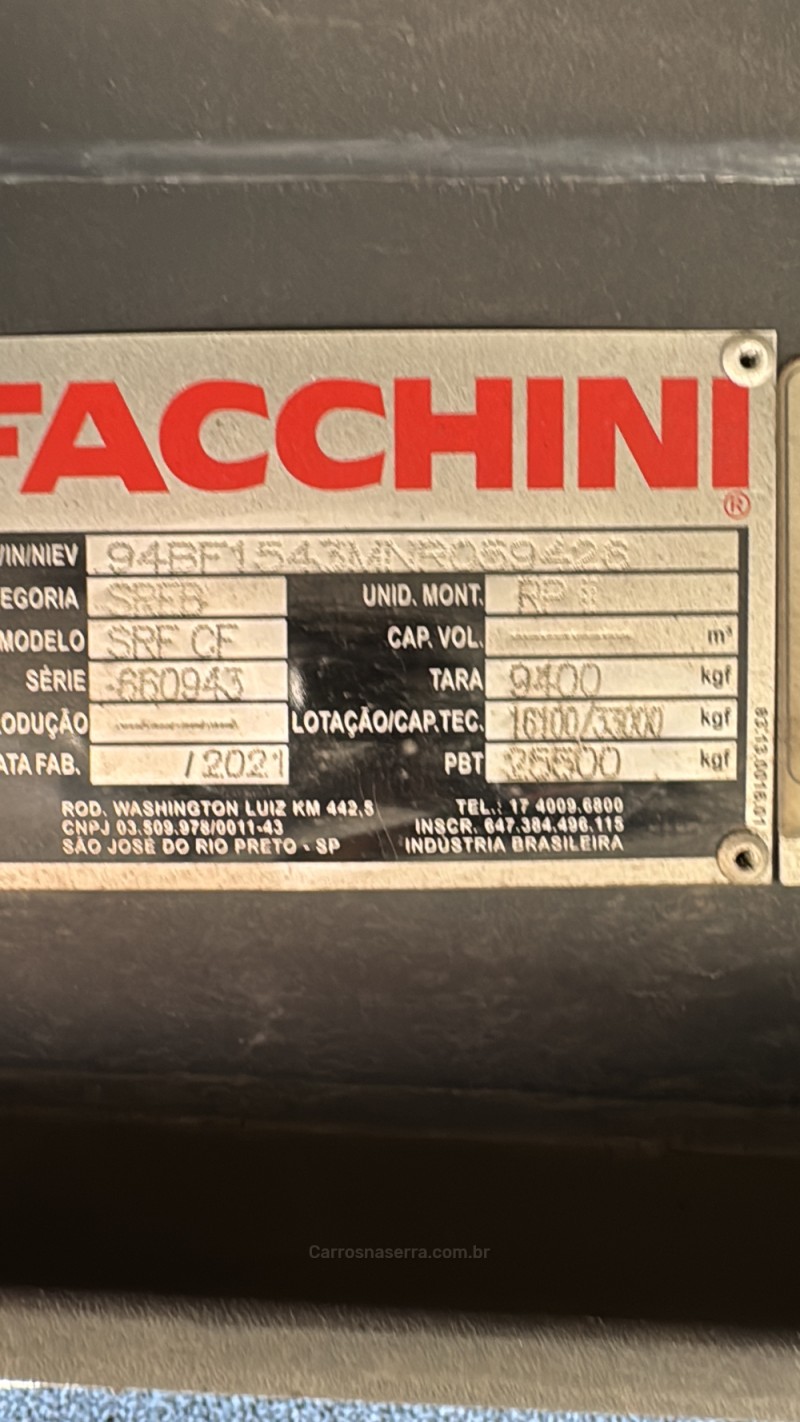 FACCHINI
®
VIN/NIEV 94BF1543MNR069426
EGORIA SREB UNID. MONT. RP
MODELO SRF CF CAP. VOL. m³
SÉRIE -660943 TARA 9400 kgf
ODUÇÃO LOTAÇÃO/CAP.TEC. 16100/33000 kgf
ATA FAB. /2021 PBT 25500 kgf
ROD. WASHINGTON LUIZ KM 442,5 TEL.: 17 4009.6800
CNPJ 03.509.978/0011-43 INSCR. 647.384.496.115
SÃO JOSÉ DO RIO PRETO - SP INDÚSTRIA BRASILEIRA
Carrosnaserra.com.br